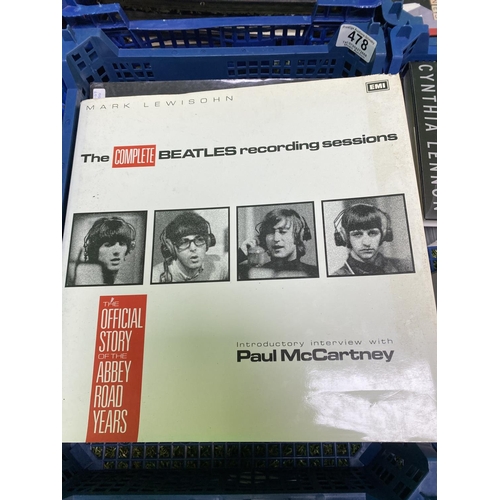 478
MARK LEWISOHN
EMI
The COMPLETE BEATLES recording sessions
THE
OFFICIAL
STORY
OF THE
ABBEY
ROAD
YEARS
Introductory interview with
Paul McCartney
CYNTHIA LENNON